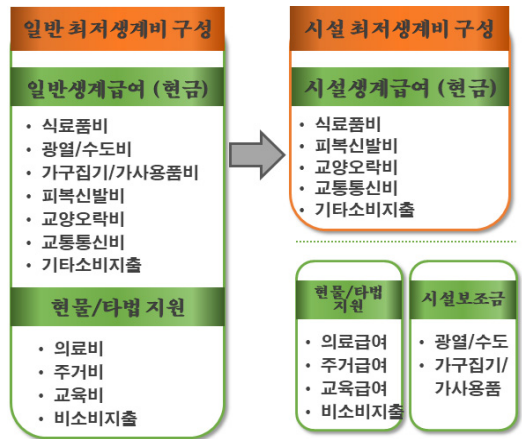 일반 최저생계비 구성
일반생계급여 (현금)
• 식료품비
• 광열/수도비
• 가구집기/가사용품비
• 피복신발비
• 교양오락비
• 교통통신비
• 기타소비지출
현물/타법 지원
• 의료비
• 주거비
• 교육비
• 비소비지출
시설 최저생계비 구성
시설생계급여 (현금)
• 식료품비
• 피복신발비
• 교양오락비
• 교통통신비
• 기타소비지출
현물/타법
지원
• 의료급여
• 주거급여
• 교육급여
• 비소비지출
시설보조금
• 광열/수도
• 가구집기/
가사용품